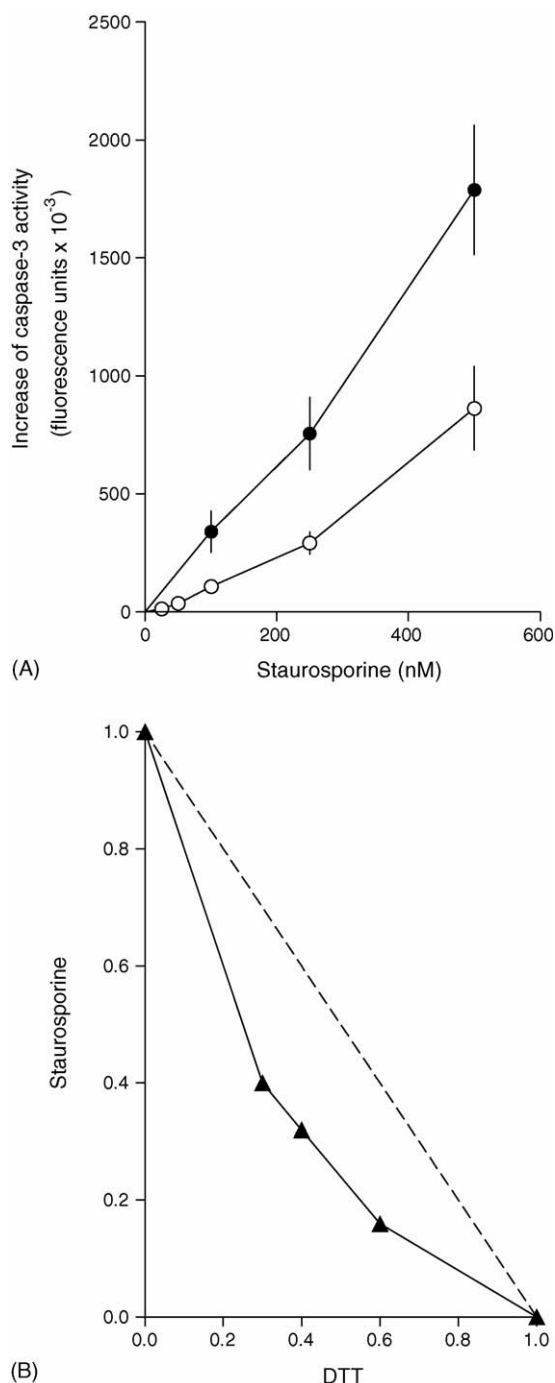 2500
2000
1500
1000
500
0
Increase of caspase-3 activity
(fluorescence units x 10⁻³)
0 200 400 600
Staurosporine (nM)
(A)
1.0
0.8
0.6
0.4
0.2
0.0
Staurosporine
0.0 0.2 0.4 0.6 0.8 1.0
DTT
(B)